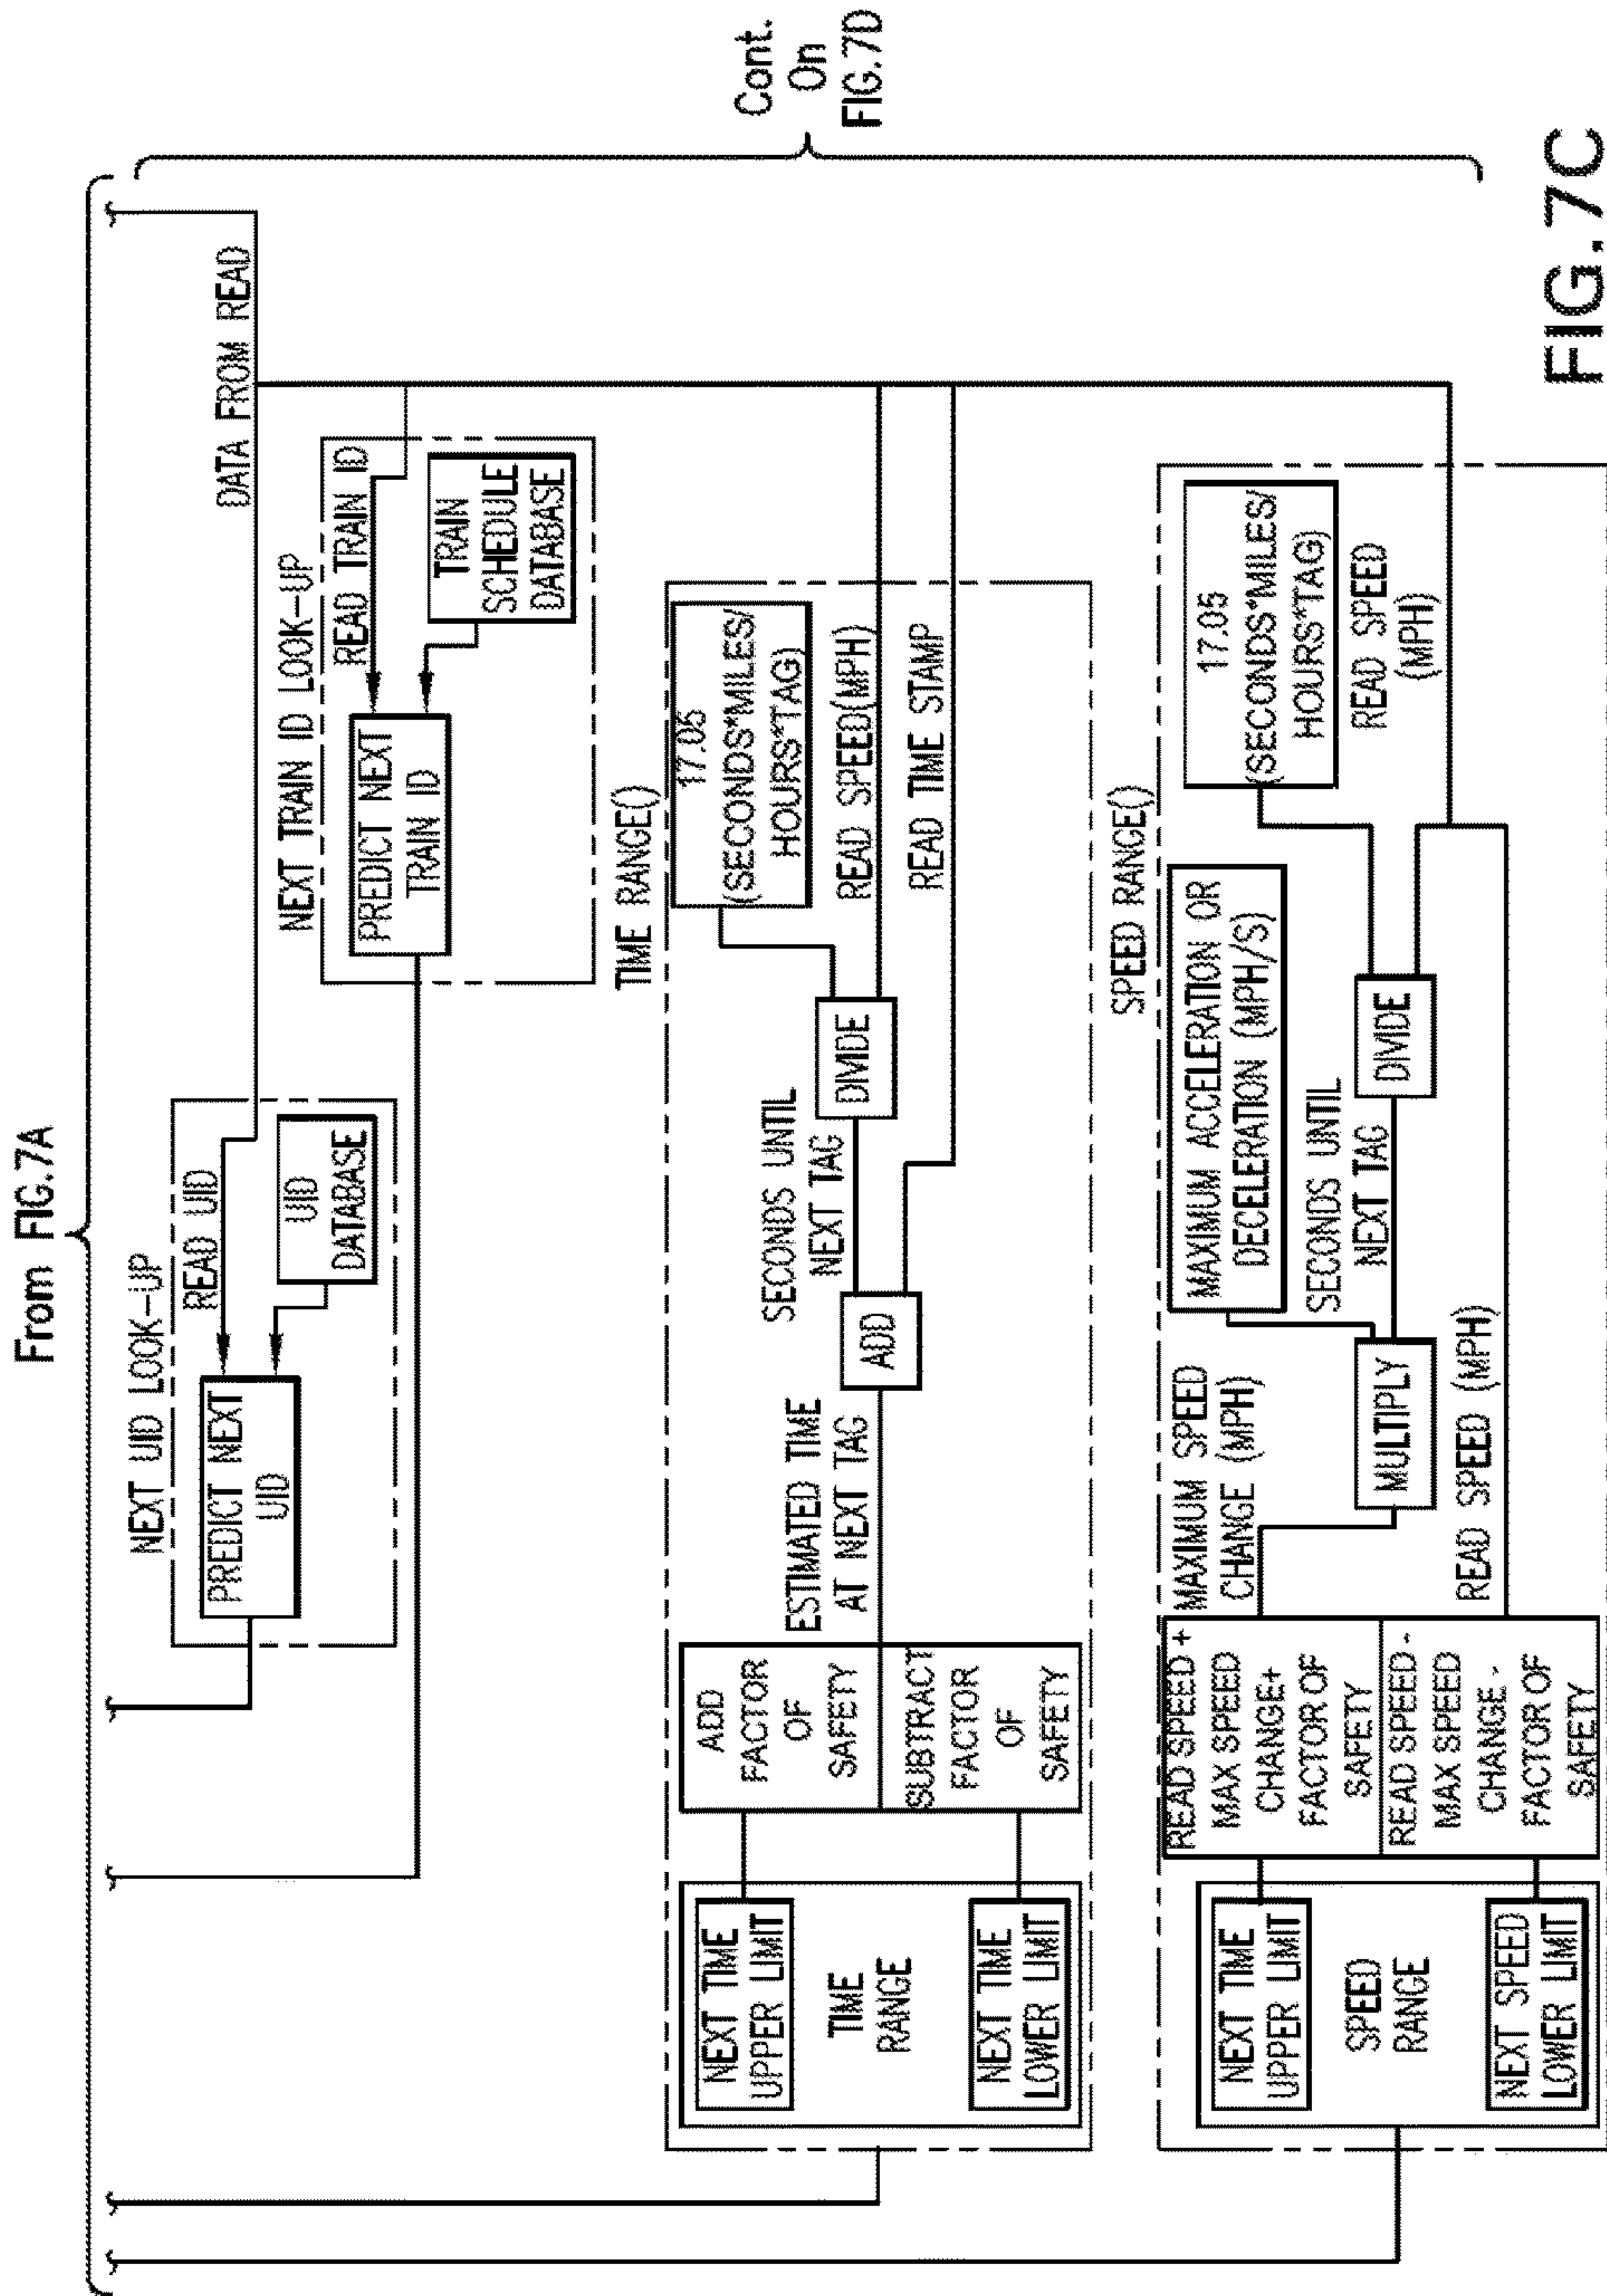 From FIG.7A
DATA FROM READ
NEXT UID LOOK-UP
READ UID
PREDICT NEXT
UID
UID
DATABASE
NEXT TRAIN ID LOOK-UP
READ TRAIN ID
PREDICT NEXT
TRAIN ID
TRAIN
SCHEDULE
DATABASE
TIME RANGE()
NEXT TIME
UPPER LIMIT
TIME
RANGE
NEXT TIME
LOWER LIMIT
ADD
FACTOR
OF
SAFETY
SUBTRACT
FACTOR
OF
SAFETY
ESTIMATED TIME
AT NEXT TAG
ADD
SECONDS UNTIL
NEXT TAG
DIVIDE
17.05
(SECONDS*MILES/
HOURS*TAG)
READ SPEED(MPH)
READ TIME STAMP
SPEED RANGE()
NEXT TIME
UPPER LIMIT
SPEED
RANGE
NEXT SPEED
LOWER LIMIT
READ SPEED +
MAX SPEED
CHANGE+
FACTOR OF
SAFETY
READ SPEED -
MAX SPEED
CHANGE -
FACTOR OF
SAFETY
MAXIMUM SPEED
CHANGE (MPH)
MULTIPLY
READ SPEED (MPH)
MAXIMUM ACCELERATION OR
DECELERATION (MPH/S)
SECONDS UNTIL
NEXT TAG
DIVIDE
17.05
(SECONDS*MILES/
HOURS*TAG)
READ SPEED
(MPH)
Cont.
On
FIG.7D
FIG.7C